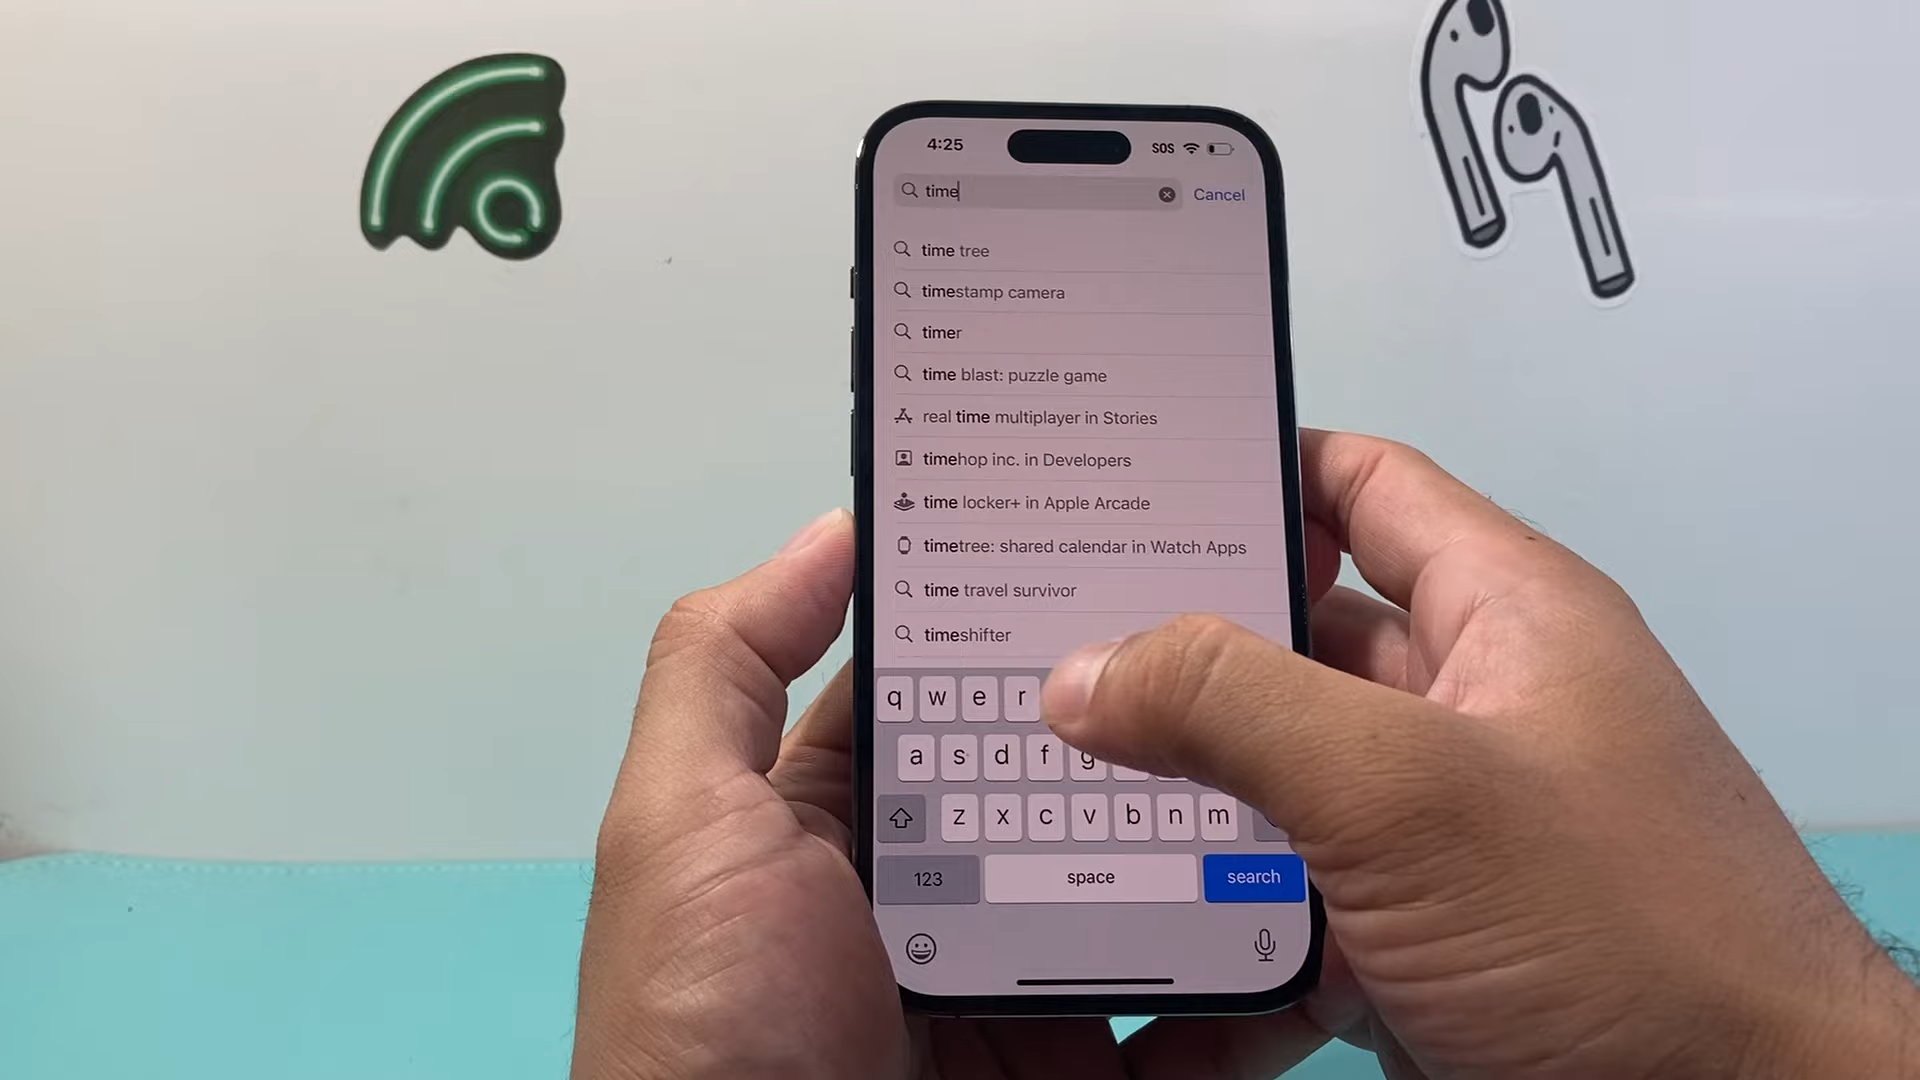 4:25
SOS
time
Cancel
time tree
timestamp camera
timer
time blast: puzzle game
real time multiplayer in Stories
timehop inc. in Developers
time locker+ in Apple Arcade
timetree: shared calendar in Watch Apps
time travel survivor
timeshifter
q w e r
a s d f g
z x c v b n m
123
space
search